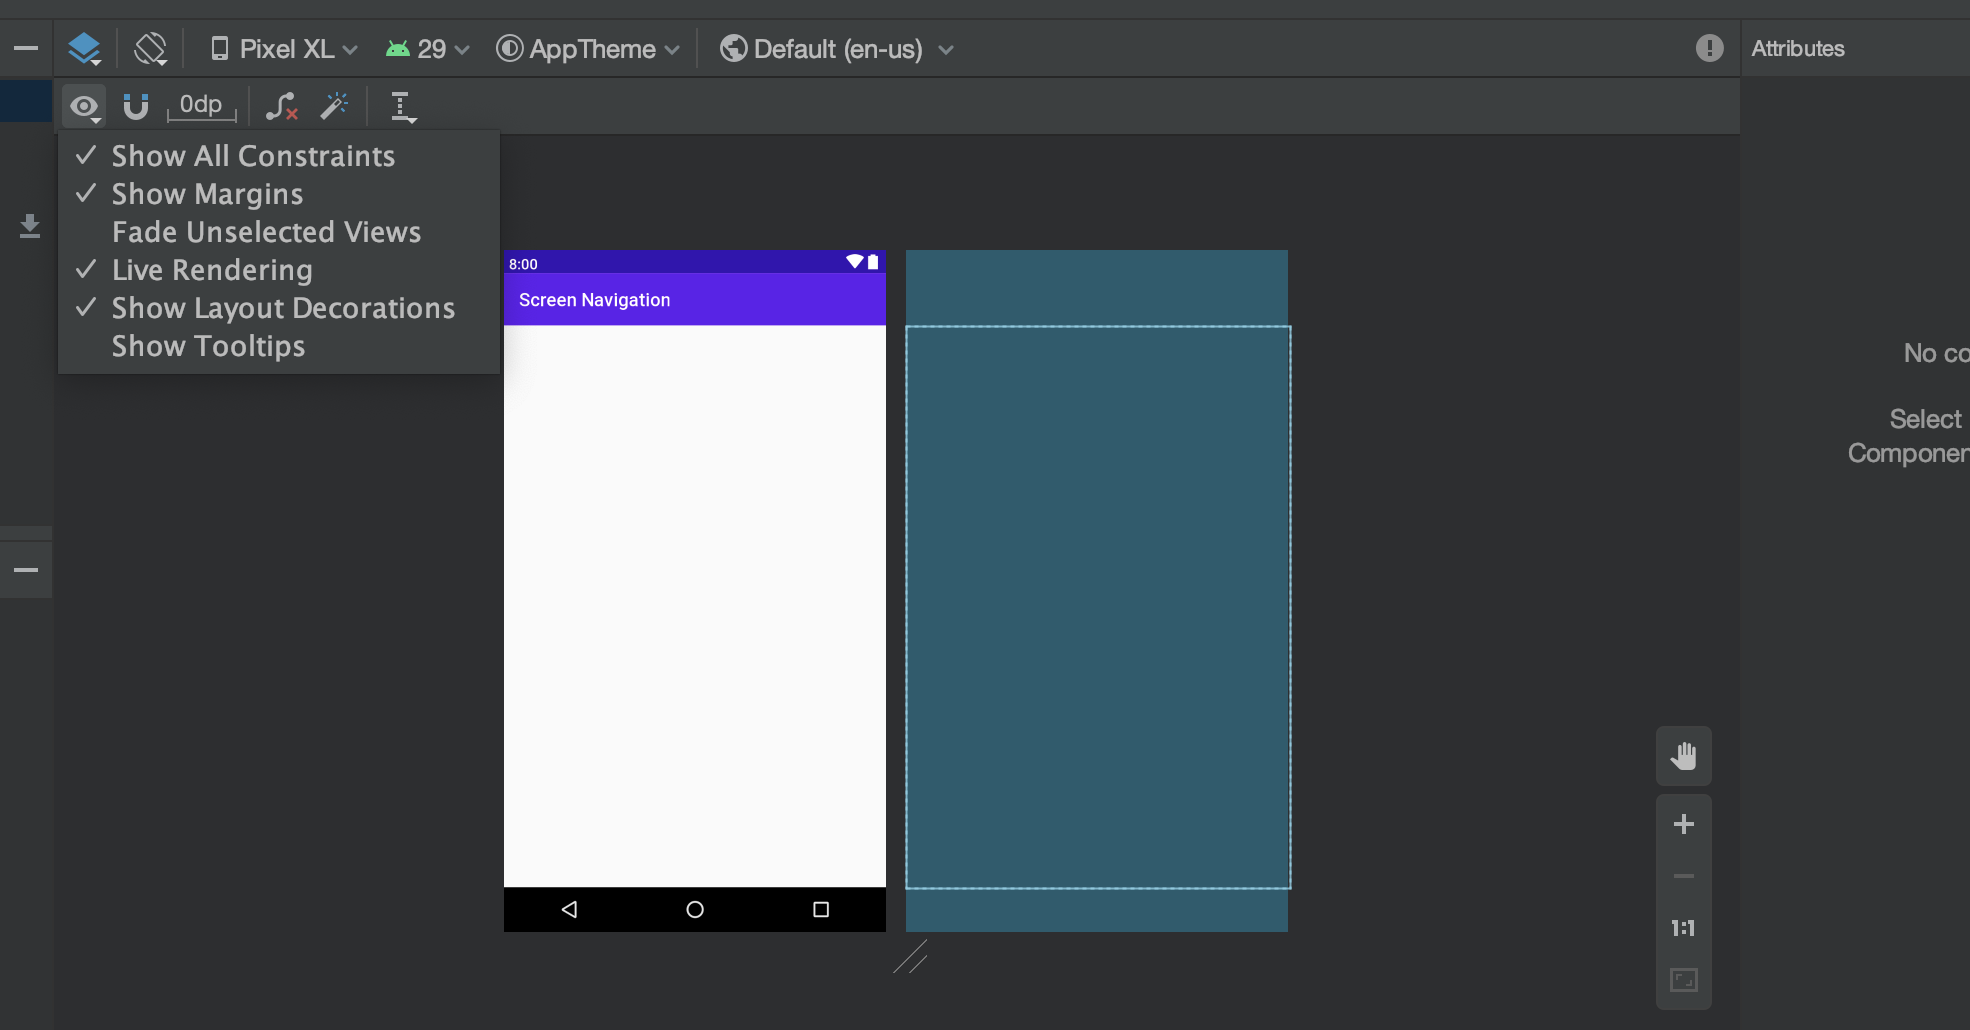 Pixel XL
29
AppTheme
Default (en-us)
Attributes
0dp
Show All Constraints
Show Margins
Fade Unselected Views
Live Rendering
Show Layout Decorations
Show Tooltips
8:00
Screen Navigation
No co
Select
Componen
1:1